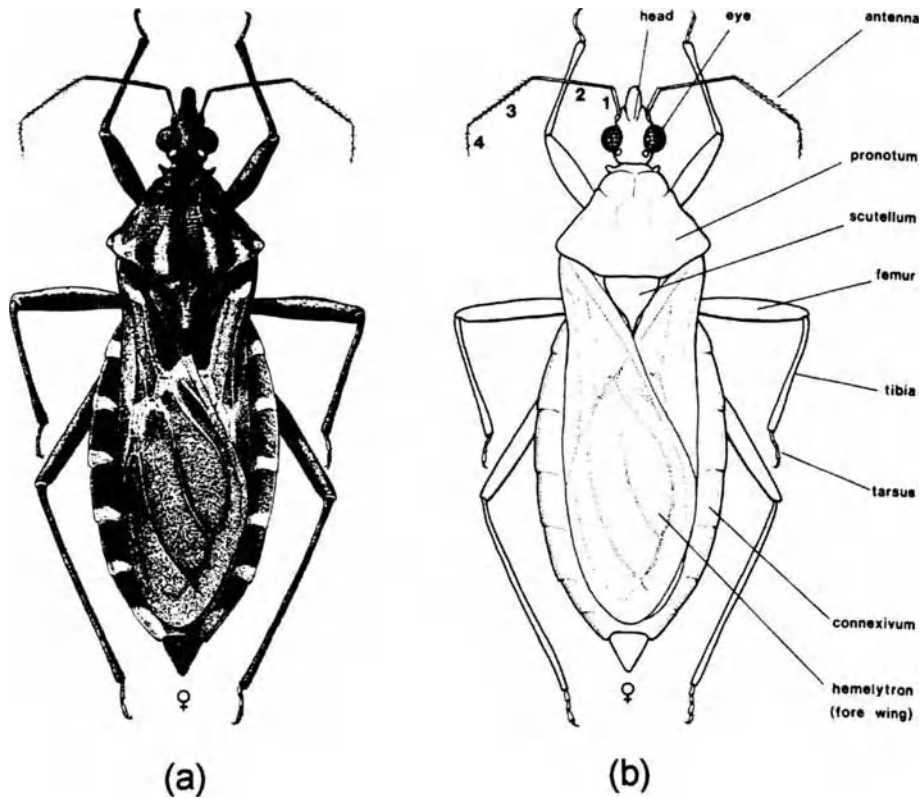 head eye
antenna
2 1
3
4
pronotum
scutellum
femur
tibia
tarsus
connexivum
♀ ♀
hemelytron
(fore wing)
(a) (b)